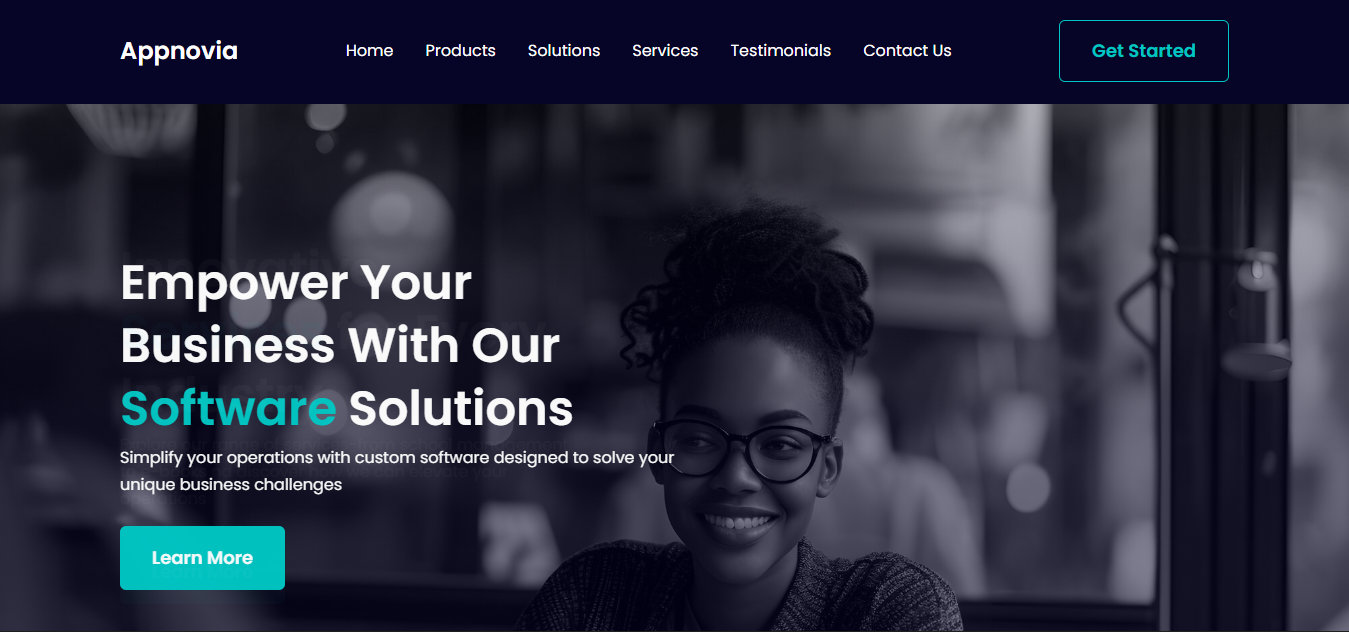 Appnovia
Home
Products
Solutions
Services
Testimonials
Contact Us
Get Started
Empower Your
Business With Our
Software Solutions
Simplify your operations with custom software designed to solve your
unique business challenges
Learn More